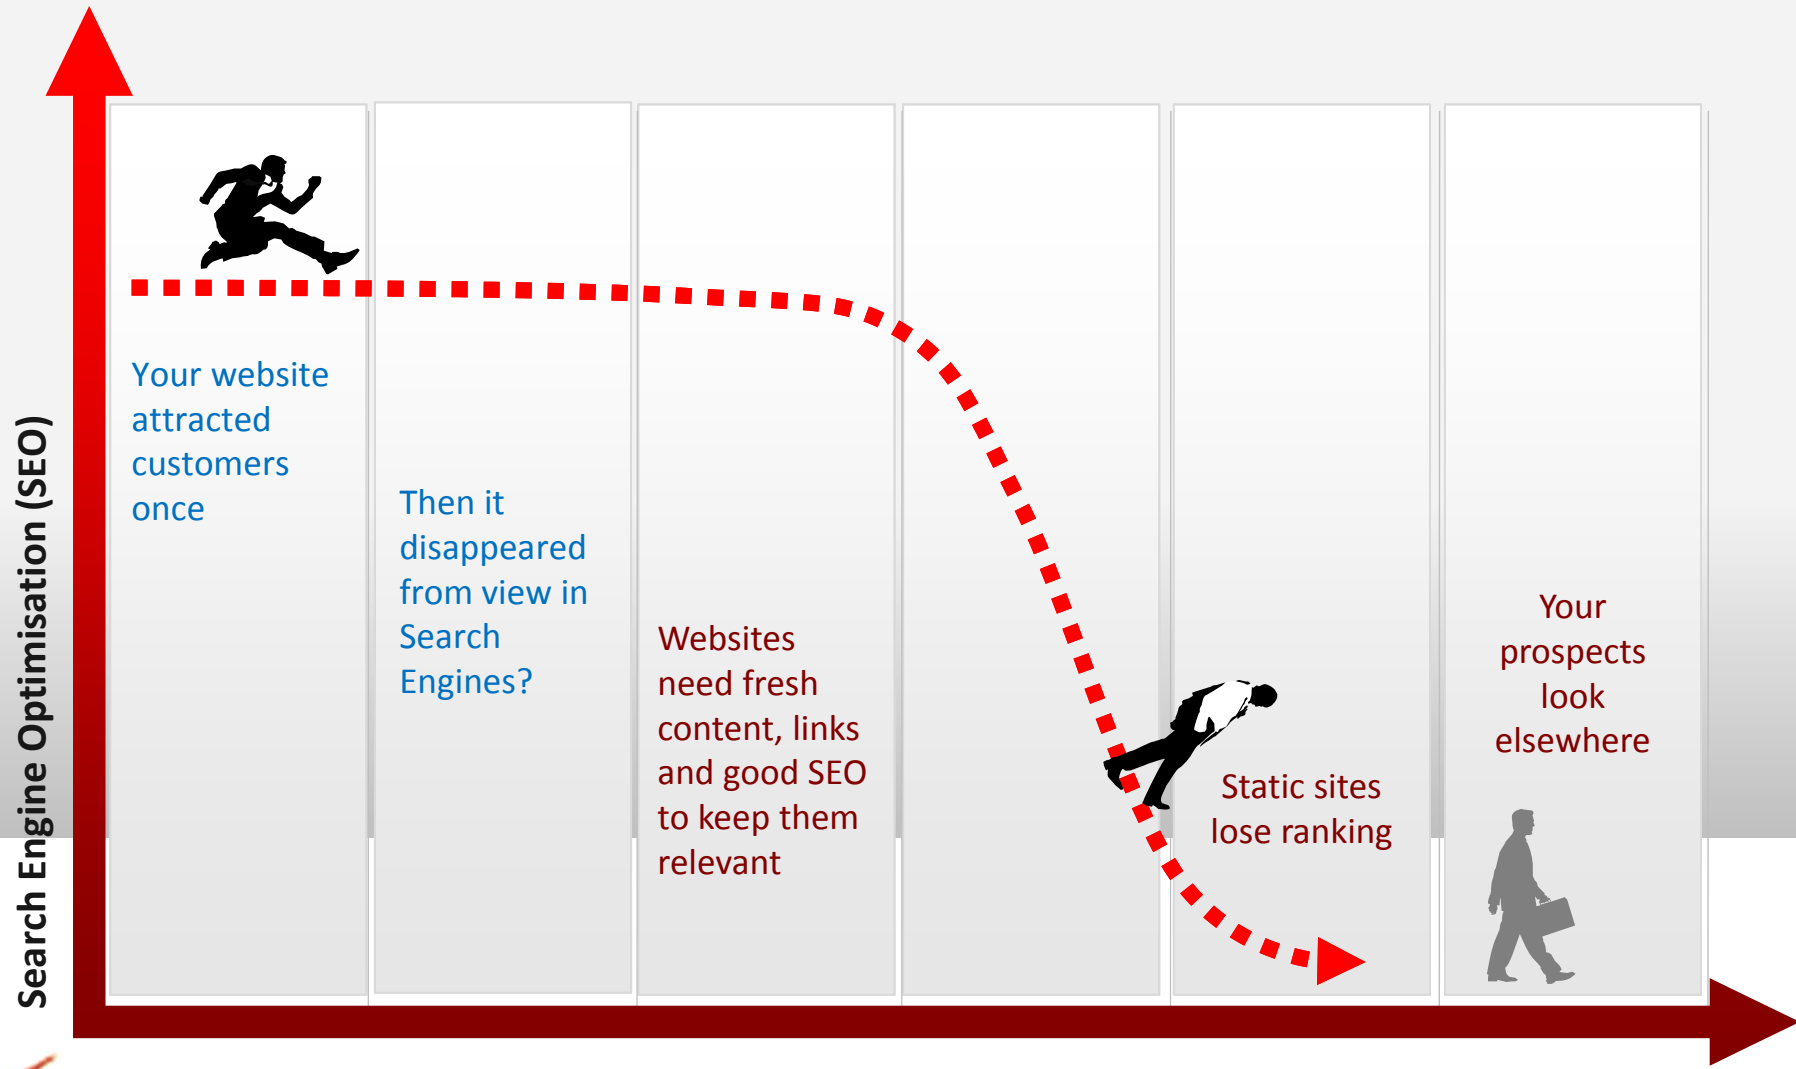 Search Engine Optimisation (SEO)
Your website
attracted
customers
once
Then it
disappeared
from view in
Search
Engines?
Websites
need fresh
content, links
and good SEO
to keep them
relevant
Static sites
lose ranking
Your
prospects
look
elsewhere